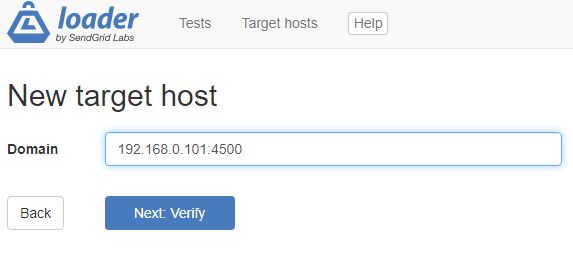 loader
by SendGrid Labs
Tests Target hosts Help
New target host
Domain 192.168.0.101:4500
Back Next: Verify